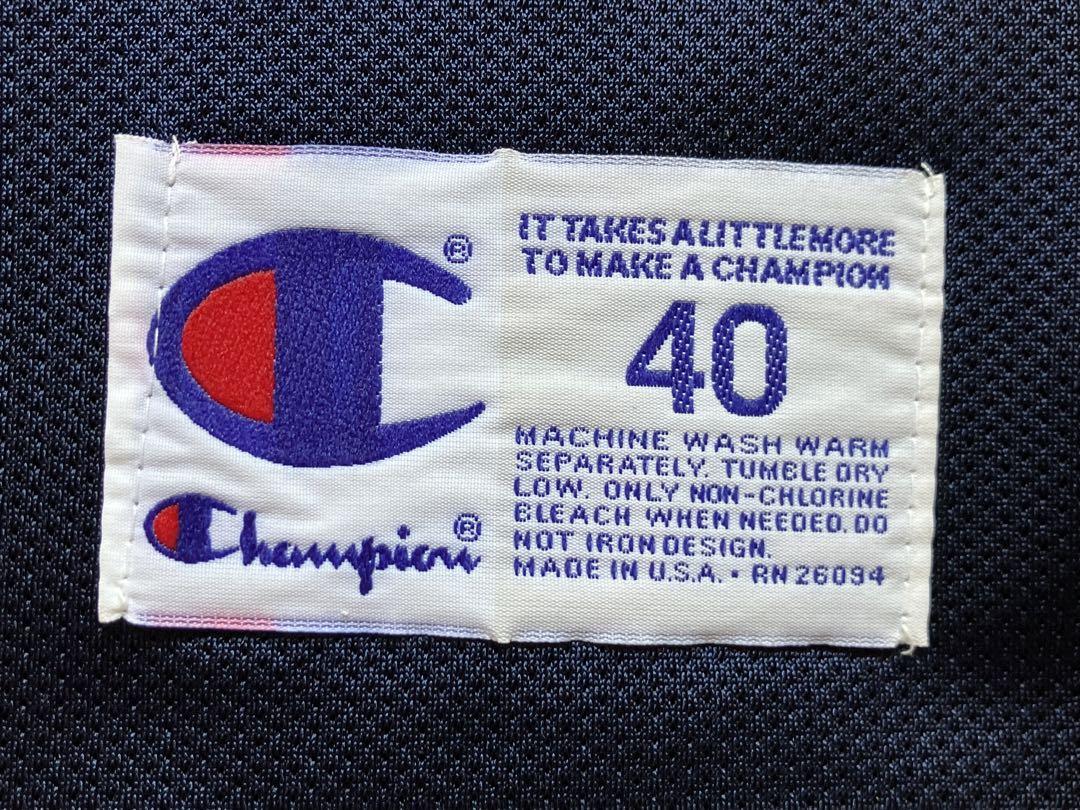 ®
Champion®
IT TAKES A LITTLE MORE
TO MAKE A CHAMPION
40
MACHINE WASH WARM
SEPARATELY. TUMBLE DRY
LOW. ONLY NON-CHLORINE
BLEACH WHEN NEEDED. DO
NOT IRON DESIGN.
MADE IN U.S.A. • RN 26094